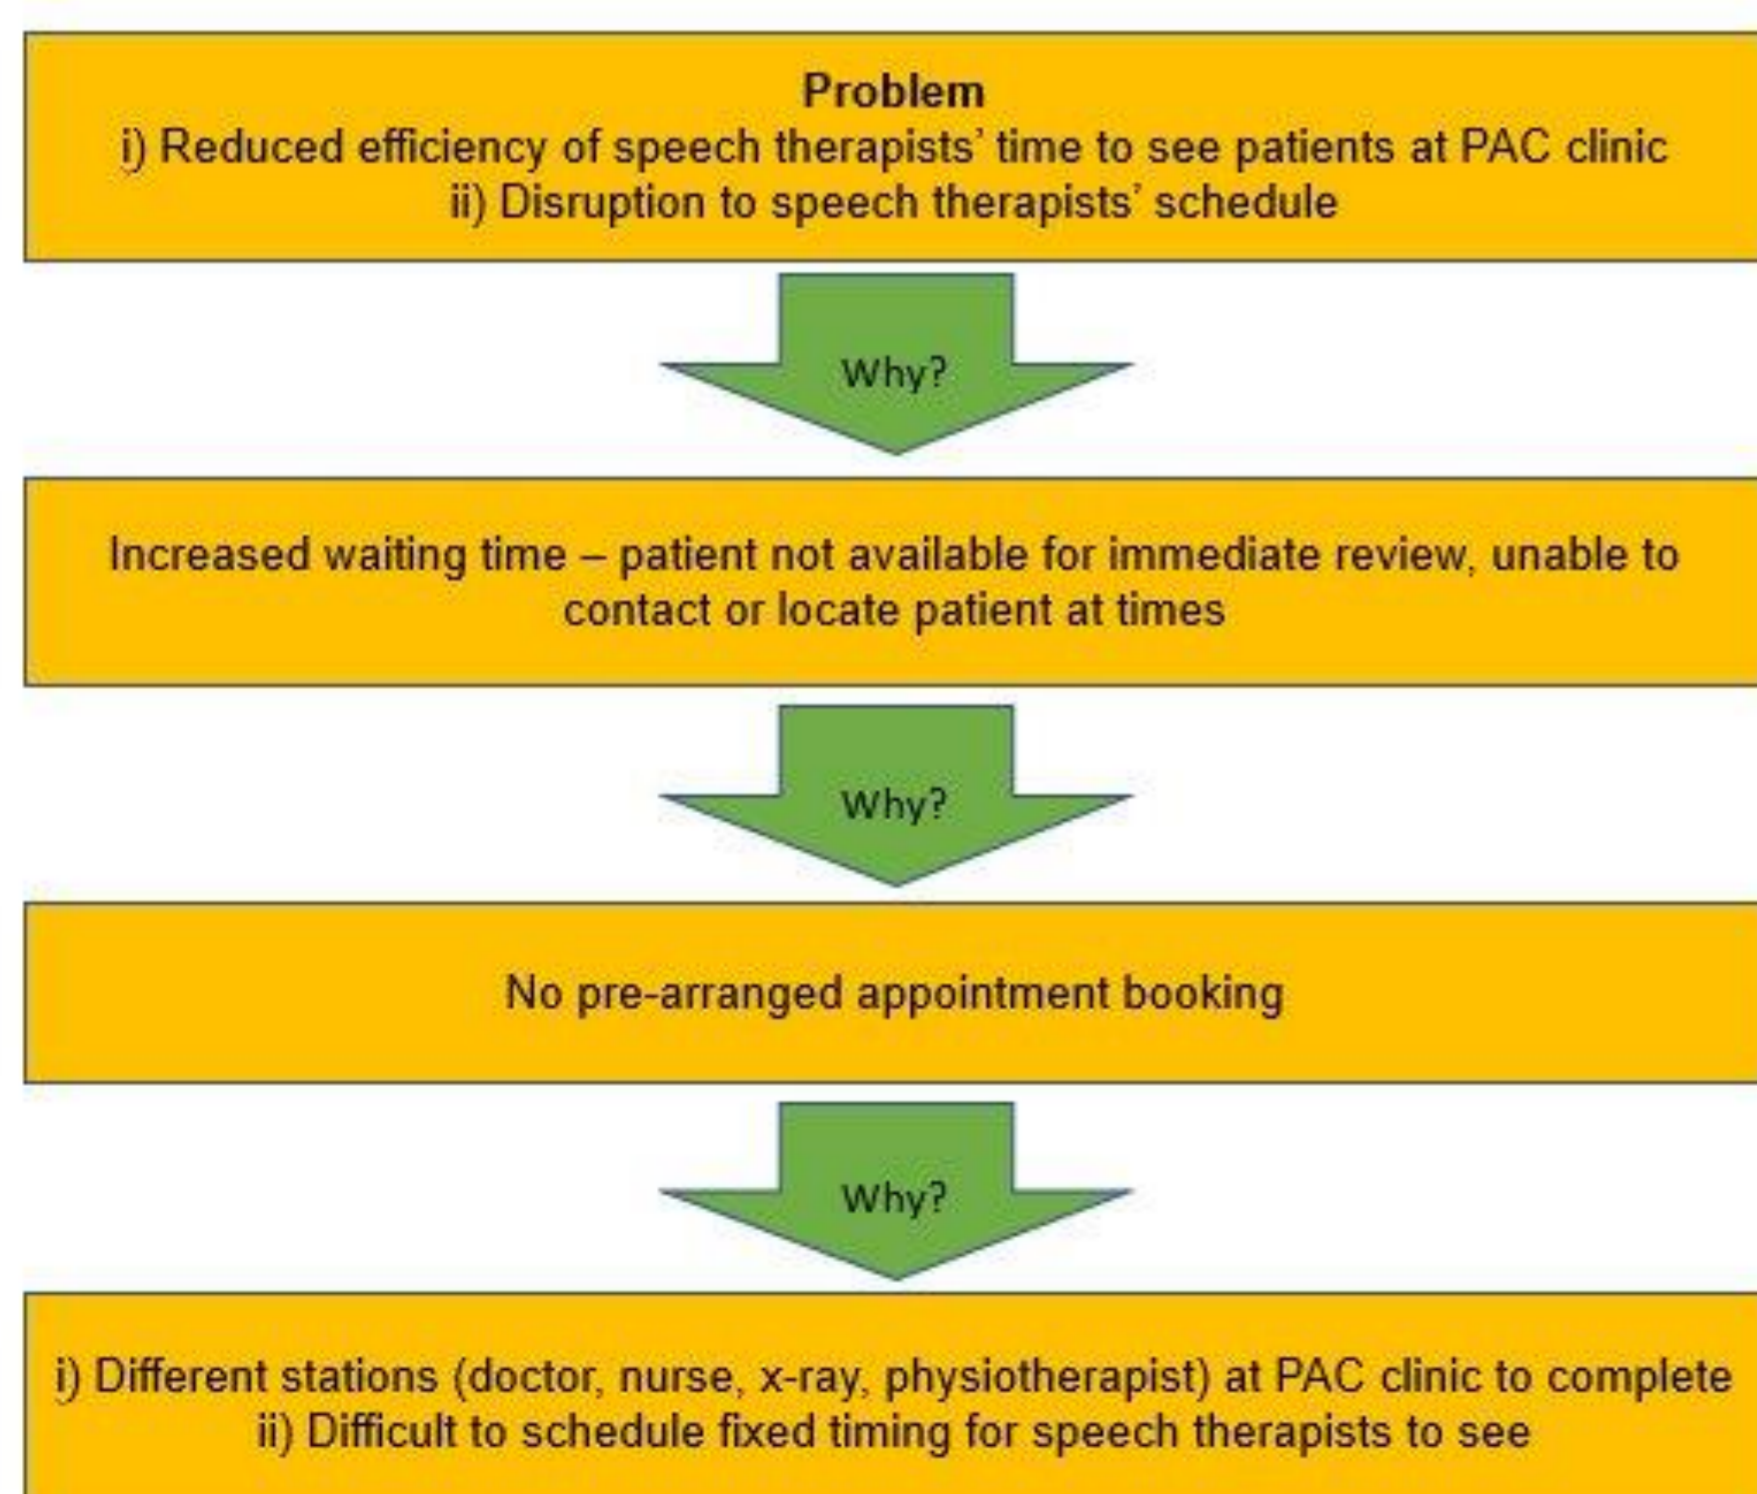 Problem
i) Reduced efficiency of speech therapists’ time to see patients at PAC clinic
ii) Disruption to speech therapists’ schedule
Why?
Increased waiting time – patient not available for immediate review, unable to
contact or locate patient at times
Why?
No pre-arranged appointment booking
Why?
i) Different stations (doctor, nurse, x-ray, physiotherapist) at PAC clinic to complete
ii) Difficult to schedule fixed timing for speech therapists to see